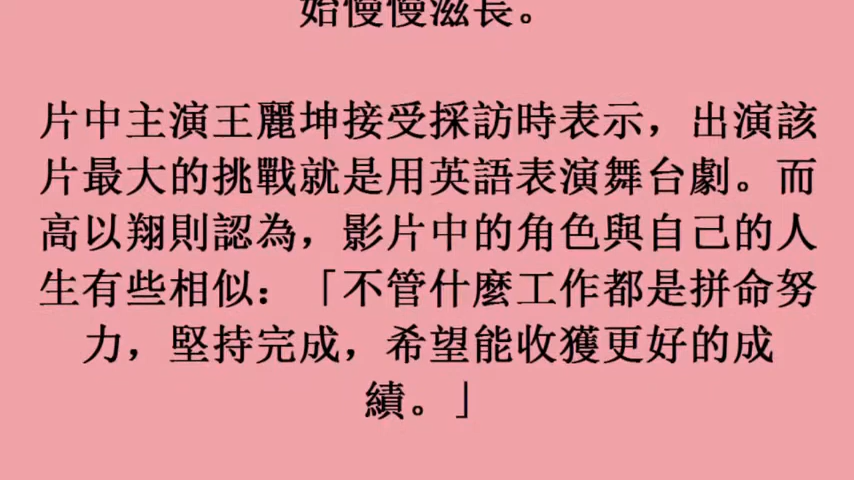 始慢慢滋長。
片中主演王麗坤接受採訪時表示，出演該
片最大的挑戰就是用英語表演舞台劇。而
高以翔則認為，影片中的角色與自己的人
生有些相似：「不管什麼工作都是拼命努
力，堅持完成，希望能收獲更好的成
績。」